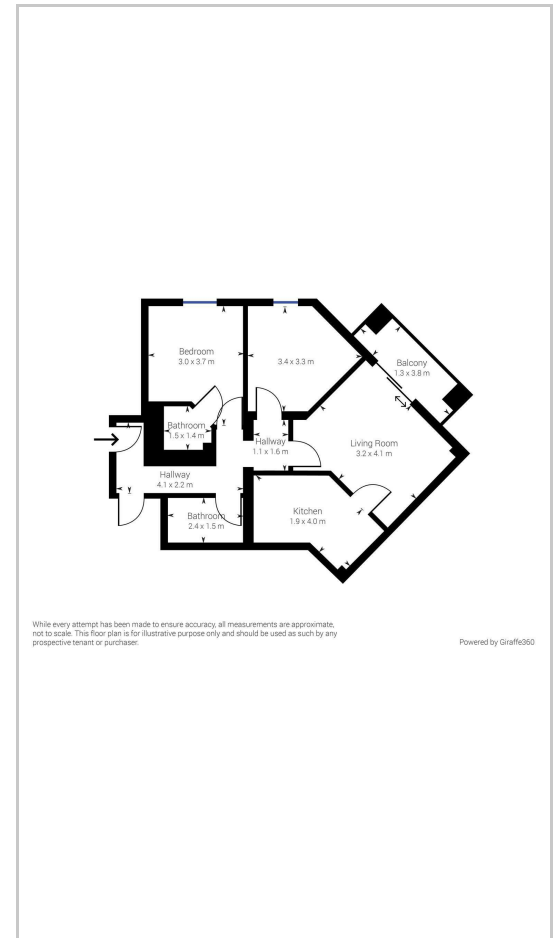 Bedroom
3.0 x 3.7 m
3.4 x 3.3 m
Balcony
1.3 x 3.8 m
Bathroom
1.5 x 1.4 m
Hallway
1.1 x 1.6 m
Living Room
3.2 x 4.1 m
Hallway
4.1 x 2.2 m
Kitchen
1.9 x 4.0 m
Bathroom
2.4 x 1.5 m
While every attempt has been made to ensure accuracy, all measurements are approximate,
not to scale. This floor plan is for illustrative purpose only and should be used as such by any
prospective tenant or purchaser.
Powered by Giraffe360